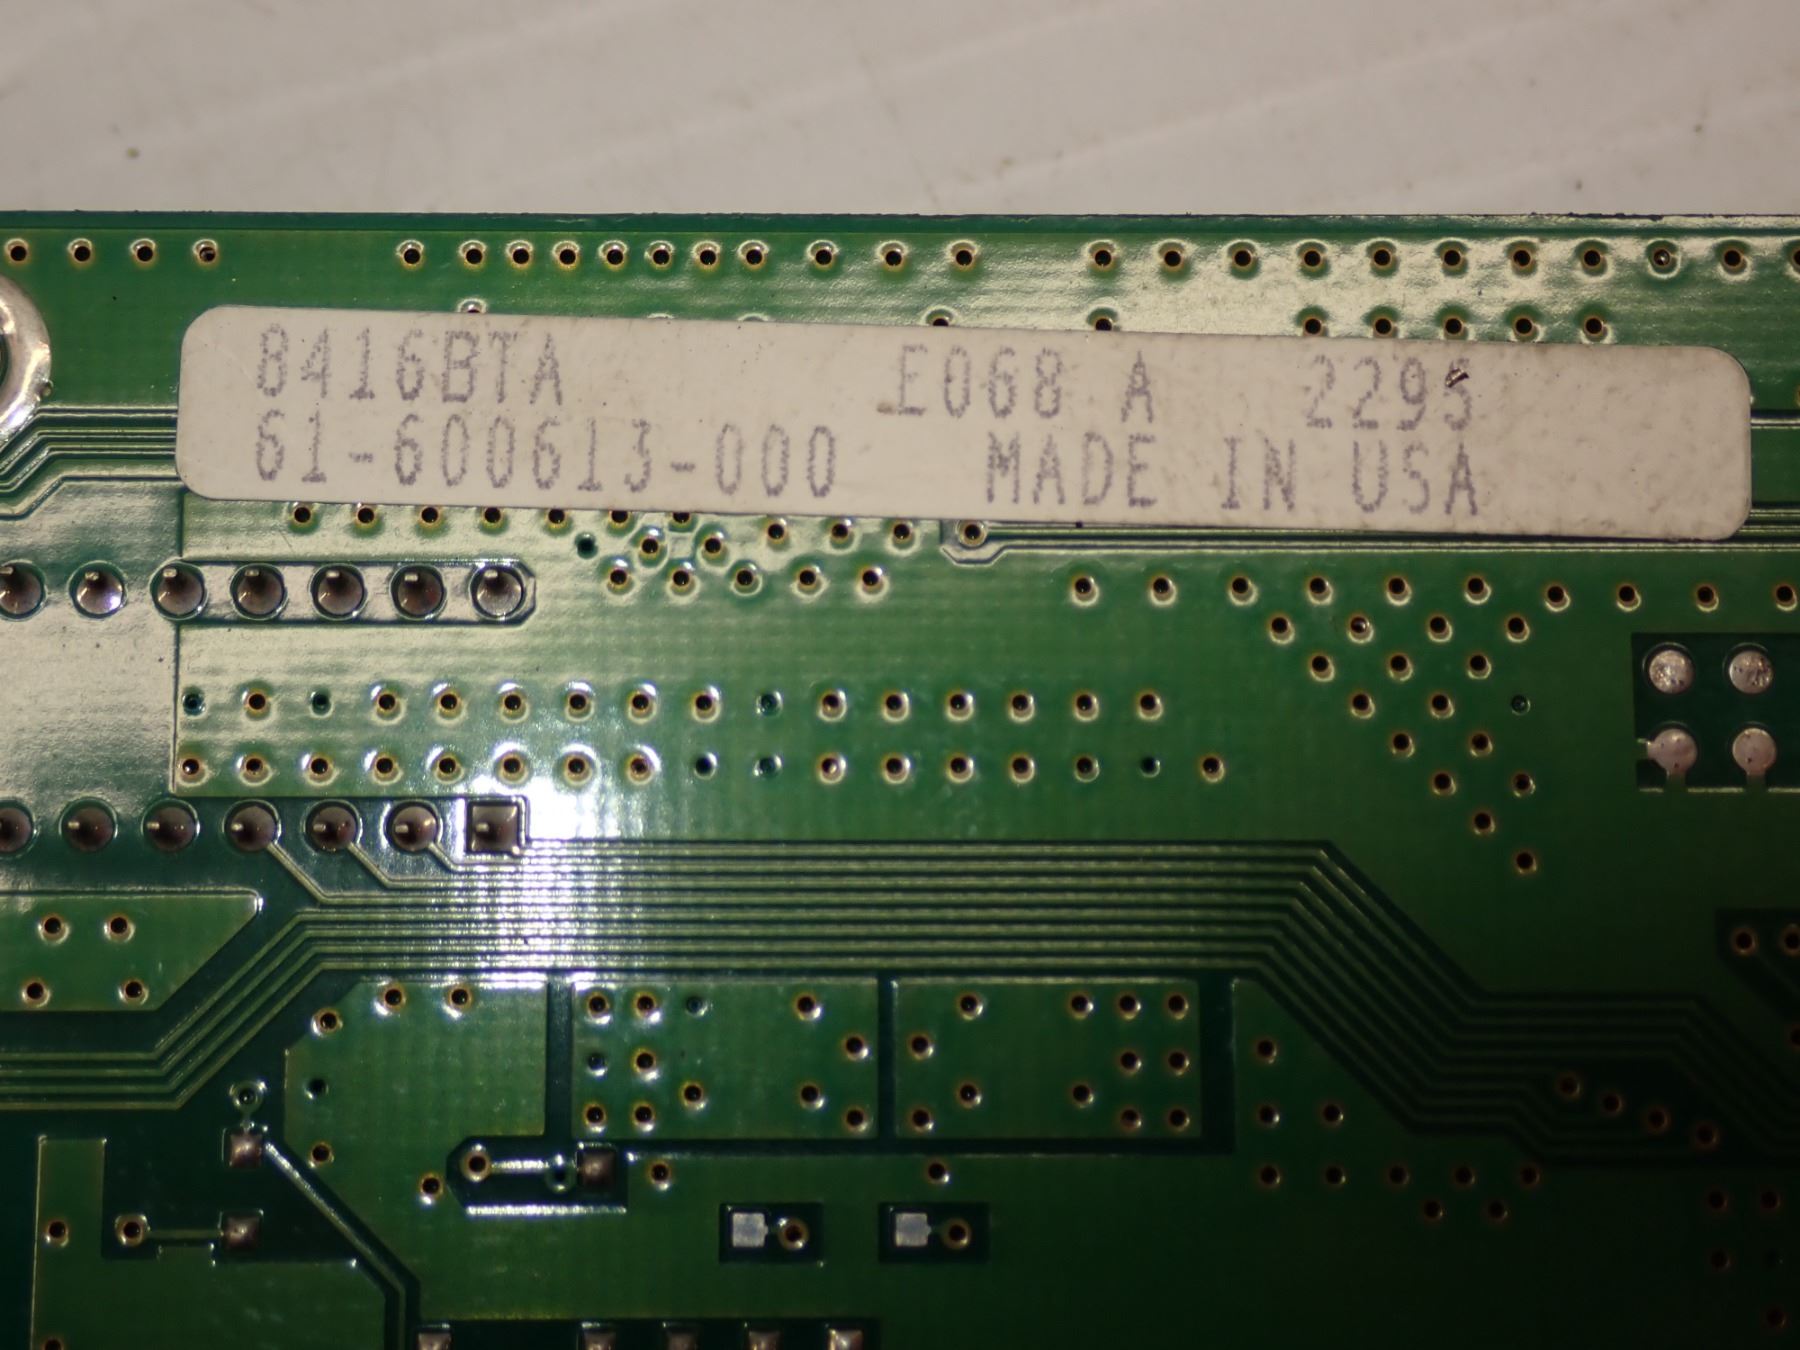 8416BTA E068 A 2295
61-600613-000 MADE IN USA